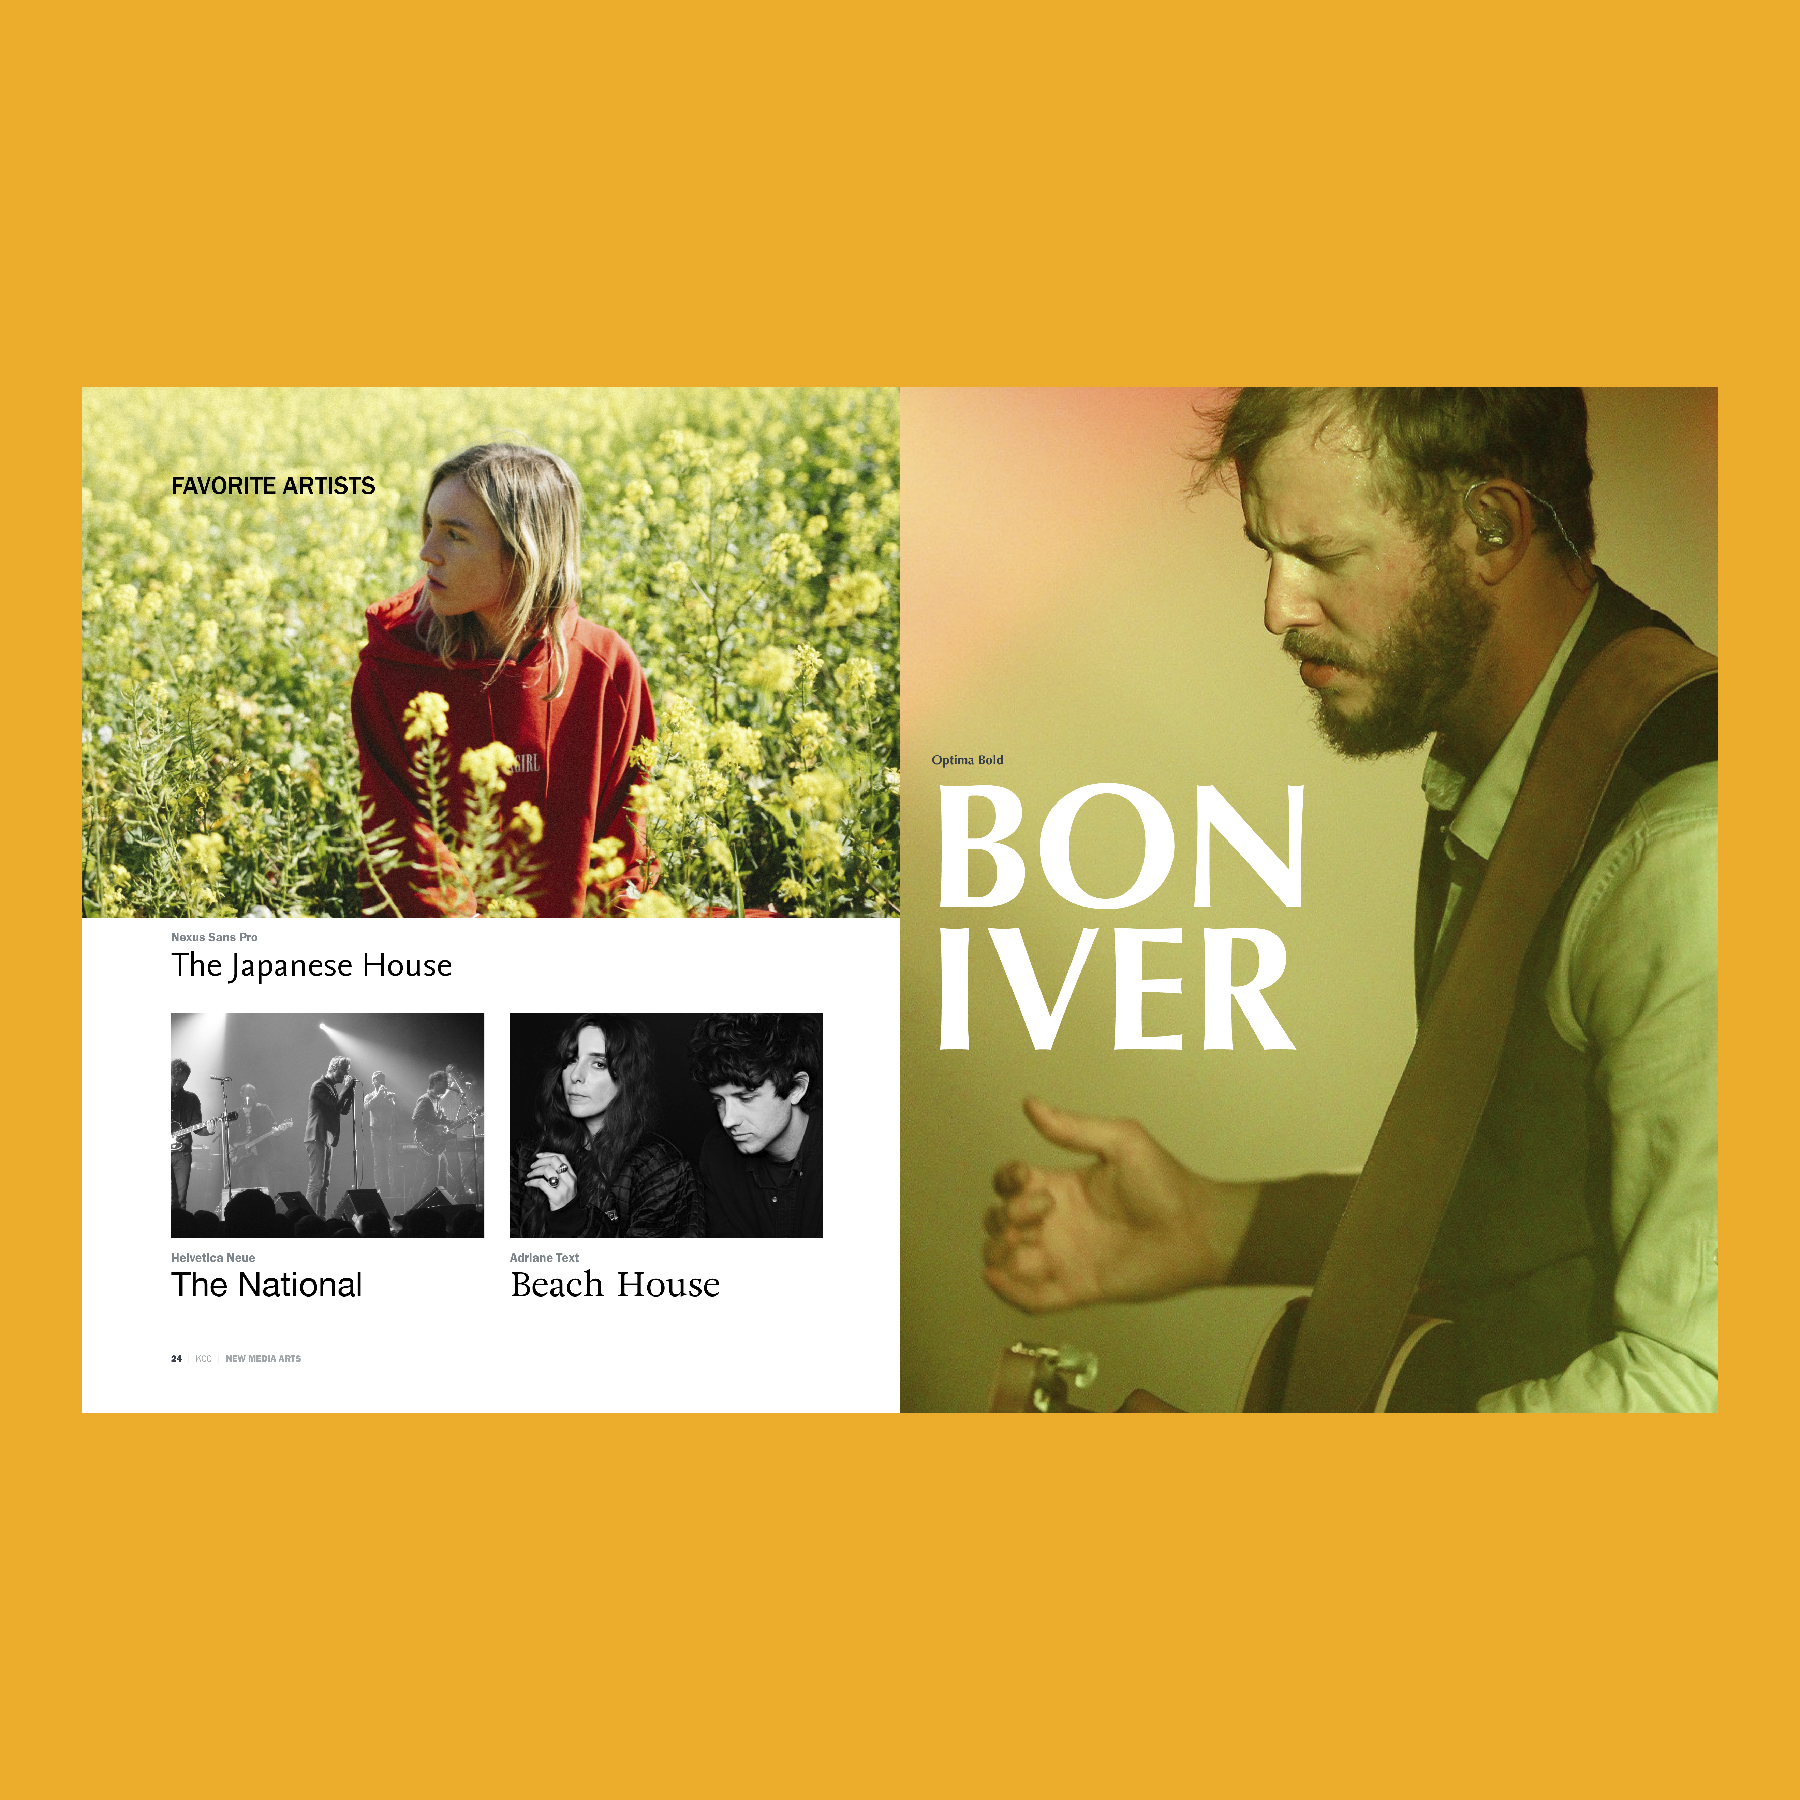 FAVORITE ARTISTS
Nexus Sans Pro
The Japanese House
Helvetica Neue
The National
Adriane Text
Beach House
24 | KCC | NEW MEDIA ARTS
Optima Bold
BON
IVER